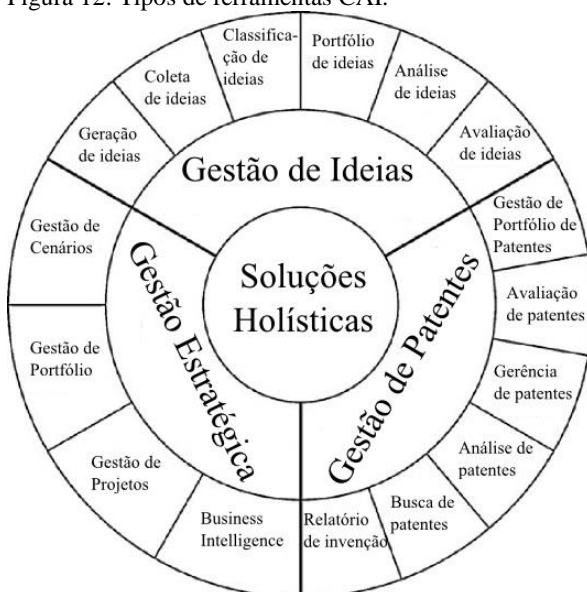 Figura 12: Tipos de ferramentas CAI.
Classifica-
ção de
ideias
Portfólio
de ideias
Coleta
de ideias
Análise
de ideias
Geração
de ideias
Avaliação
de ideias
Gestão de Ideias
Gestão de
Cenários
Gestão de
Portfólio de
Patentes
Soluções
Holísticas
Gestão Estratégica
Gestão de Patentes
Avaliação
de patentes
Gestão de
Portfólio
Gerência
de patentes
Gestão de
Projetos
Análise de
patentes
Business
Intelligence
Relatório
de invenção
Busca de
patentes